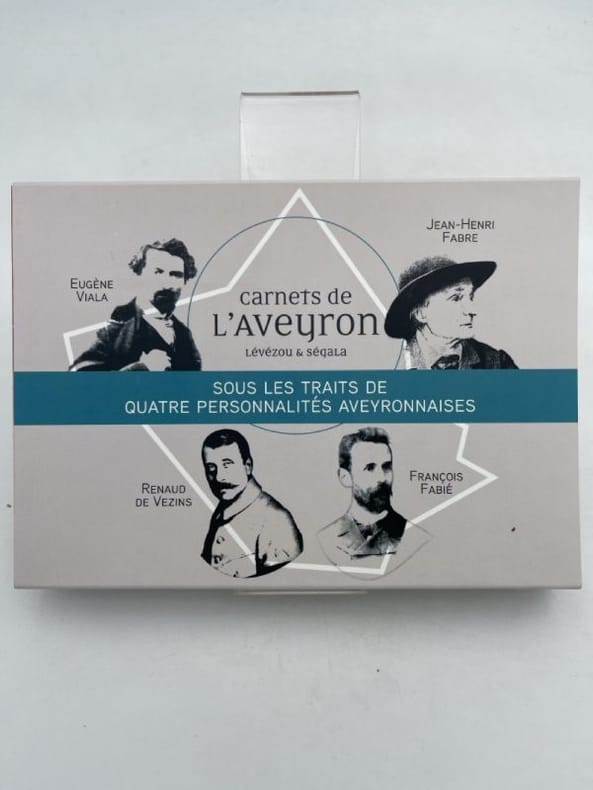 Jean-Henri
Fabre
Eugène
Viala
carnets de
L'Aveyron
Lévézou & Ségala
SOUS LES TRAITS DE
QUATRE PERSONNALITÉS AVEYRONNAISES
Renaud
de Vezins
François
Fabié